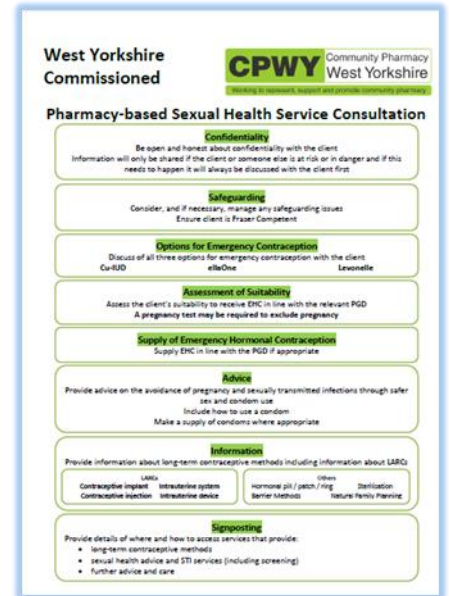 West Yorkshire
Commissioned
CPWY
Community Pharmacy
West Yorkshire
Working to represent, support and promote community pharmacy
Pharmacy-based Sexual Health Service Consultation
Confidentiality
Be open and honest about confidentiality with the client
Information will only be shared if the client or someone else is at risk or in danger and if this
needs to happen it will always be discussed with the client first
Safeguarding
Consider, and if necessary, manage any safeguarding issues
Ensure client is Fraser Competent
Options for Emergency Contraception
Discuss of all three options for emergency contraception with the client
Cu-IUD ellaOne Levonelle
Assessment of Suitability
Assess the client's suitability to receive EHC in line with the relevant PGD
A pregnancy test may be required to exclude pregnancy
Supply of Emergency Hormonal Contraception
Supply EHC in line with the PGD if appropriate
Advice
Provide advice on the avoidance of pregnancy and sexually transmitted infections through safer
sex and condom use
Include how to use a condom
Make a supply of condoms where appropriate
Information
Provide information about long-term contraceptive methods including information about LARCs
LARCs
Contraceptive implant Intrauterine system
Contraceptive injection Intrauterine device
Others
Hormonal pill / patch / ring Sterilisation
Barrier Methods Natural Family Planning
Signposting
Provide details of where and how to access services that provide:
• long-term contraceptive methods
• sexual health advice and STI services (including screening)
• further advice and care